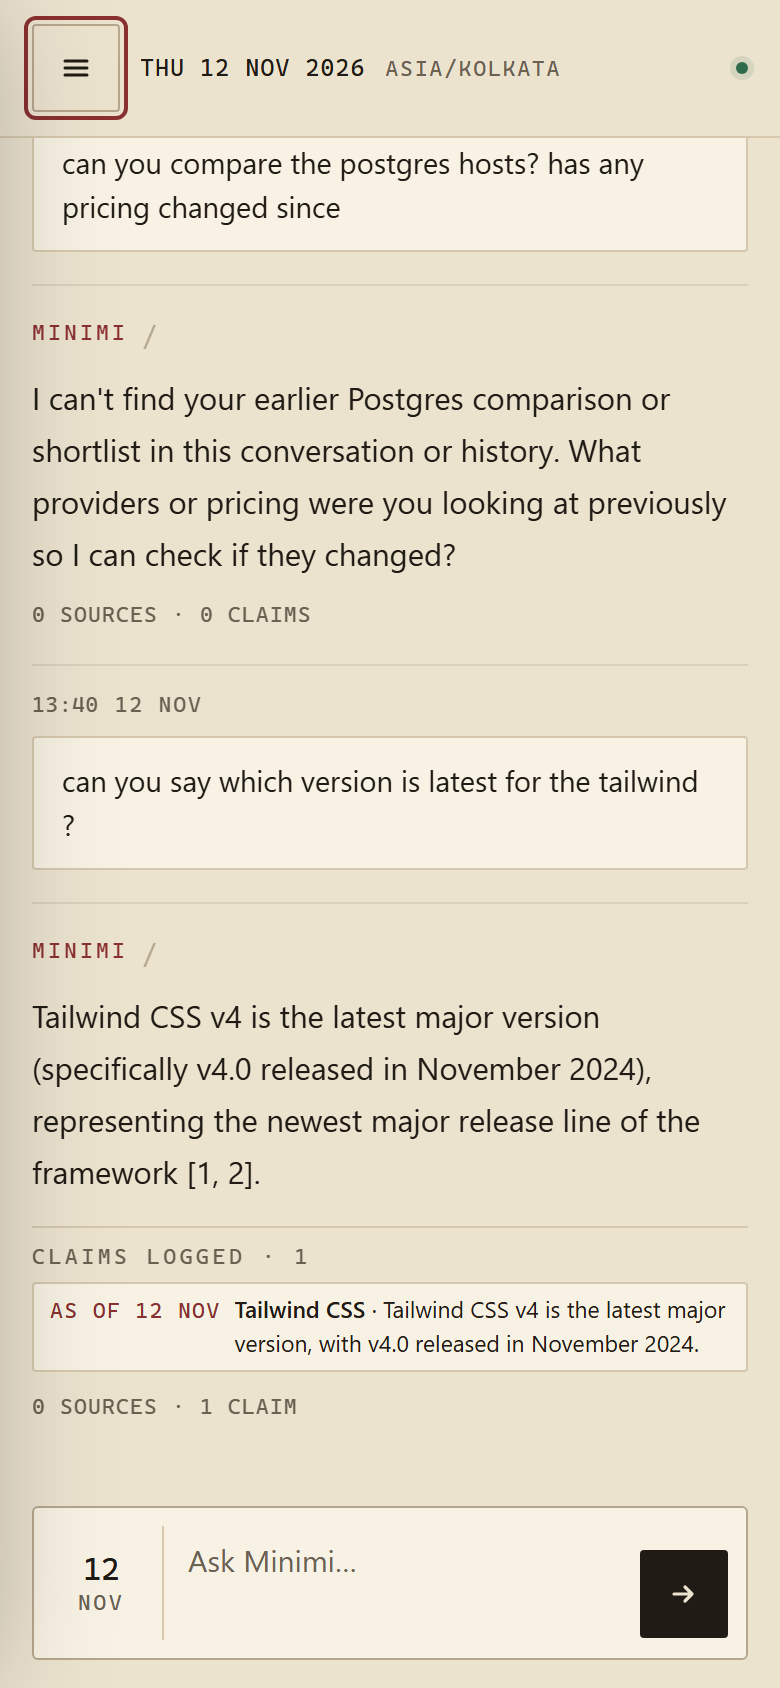 THU 12 NOV 2026 ASIA/KOLKATA
can you compare the postgres hosts? has any
pricing changed since
MINIMI /
I can't find your earlier Postgres comparison or
shortlist in this conversation or history. What
providers or pricing were you looking at previously
so I can check if they changed?
0 SOURCES · 0 CLAIMS
13:40 12 NOV
can you say which version is latest for the tailwind
?
MINIMI /
Tailwind CSS v4 is the latest major version
(specifically v4.0 released in November 2024),
representing the newest major release line of the
framework [1, 2].
CLAIMS LOGGED · 1
AS OF 12 NOV Tailwind CSS · Tailwind CSS v4 is the latest major
version, with v4.0 released in November 2024.
0 SOURCES · 1 CLAIM
12
NOV
Ask Minimi...